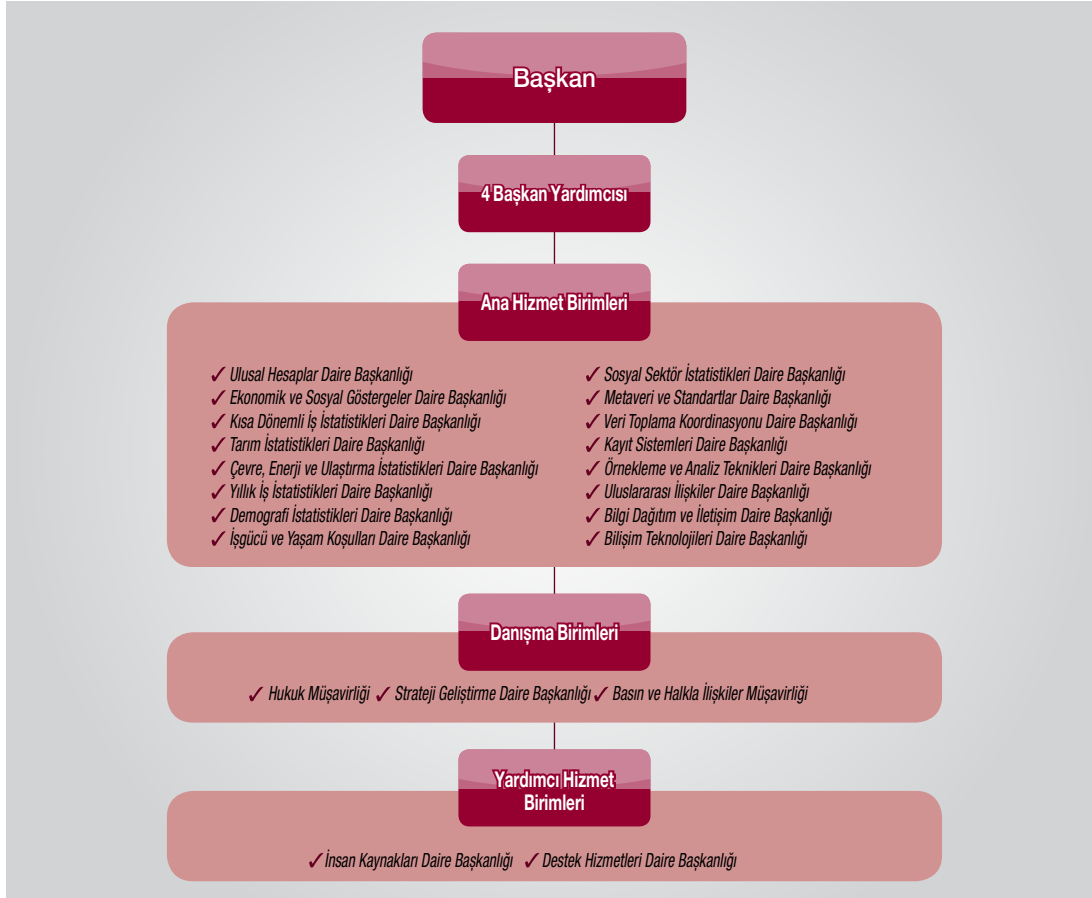 Başkan
4 Başkan Yardımcısı
Ana Hizmet Birimleri
✓ Ulusal Hesaplar Daire Başkanlığı
✓ Ekonomik ve Sosyal Göstergeler Daire Başkanlığı
✓ Kısa Dönemli İş İstatistikleri Daire Başkanlığı
✓ Tarım İstatistikleri Daire Başkanlığı
✓ Çevre, Enerji ve Ulaştırma İstatistikleri Daire Başkanlığı
✓ Yıllık İş İstatistikleri Daire Başkanlığı
✓ Demografi İstatistikleri Daire Başkanlığı
✓ İşgücü ve Yaşam Koşulları Daire Başkanlığı
✓ Sosyal Sektör İstatistikleri Daire Başkanlığı
✓ Metaveri ve Standartlar Daire Başkanlığı
✓ Veri Toplama Koordinasyonu Daire Başkanlığı
✓ Kayıt Sistemleri Daire Başkanlığı
✓ Örnekleme ve Analiz Teknikleri Daire Başkanlığı
✓ Uluslararası İlişkiler Daire Başkanlığı
✓ Bilgi Dağıtım ve İletişim Daire Başkanlığı
✓ Bilişim Teknolojileri Daire Başkanlığı
Danışma Birimleri
✓ Hukuk Müşavirliği ✓ Strateji Geliştirme Daire Başkanlığı ✓ Basın ve Halkla İlişkiler Müşavirliği
Yardımcı Hizmet
Birimleri
✓ İnsan Kaynakları Daire Başkanlığı ✓ Destek Hizmetleri Daire Başkanlığı